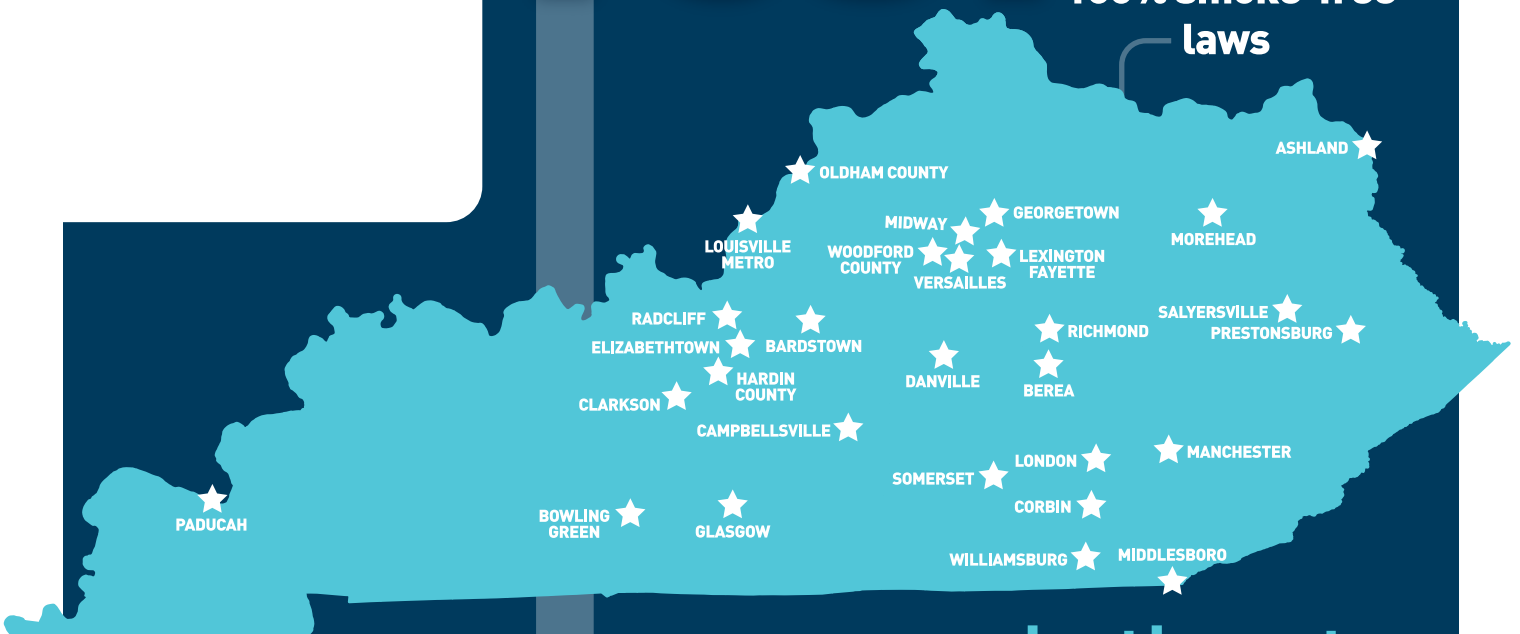 laws
ASHLAND
OLDHAM COUNTY
GEORGETOWN
MIDWAY
MOREHEAD
LOUISVILLE
METRO
WOODFORD
COUNTY
LEXINGTON
FAYETTE
VERSAILLES
RADCLIFF
SALYERSVILLE
RICHMOND
PRESTONSBURG
ELIZABETHTOWN
BARDSTOWN
DANVILLE
HARDIN
COUNTY
BEREA
CLARKSON
CAMPBELLSVILLE
LONDON
MANCHESTER
SOMERSET
CORBIN
PADUCAH
BOWLING
GREEN
GLASGOW
WILLIAMSBURG
MIDDLESBORO